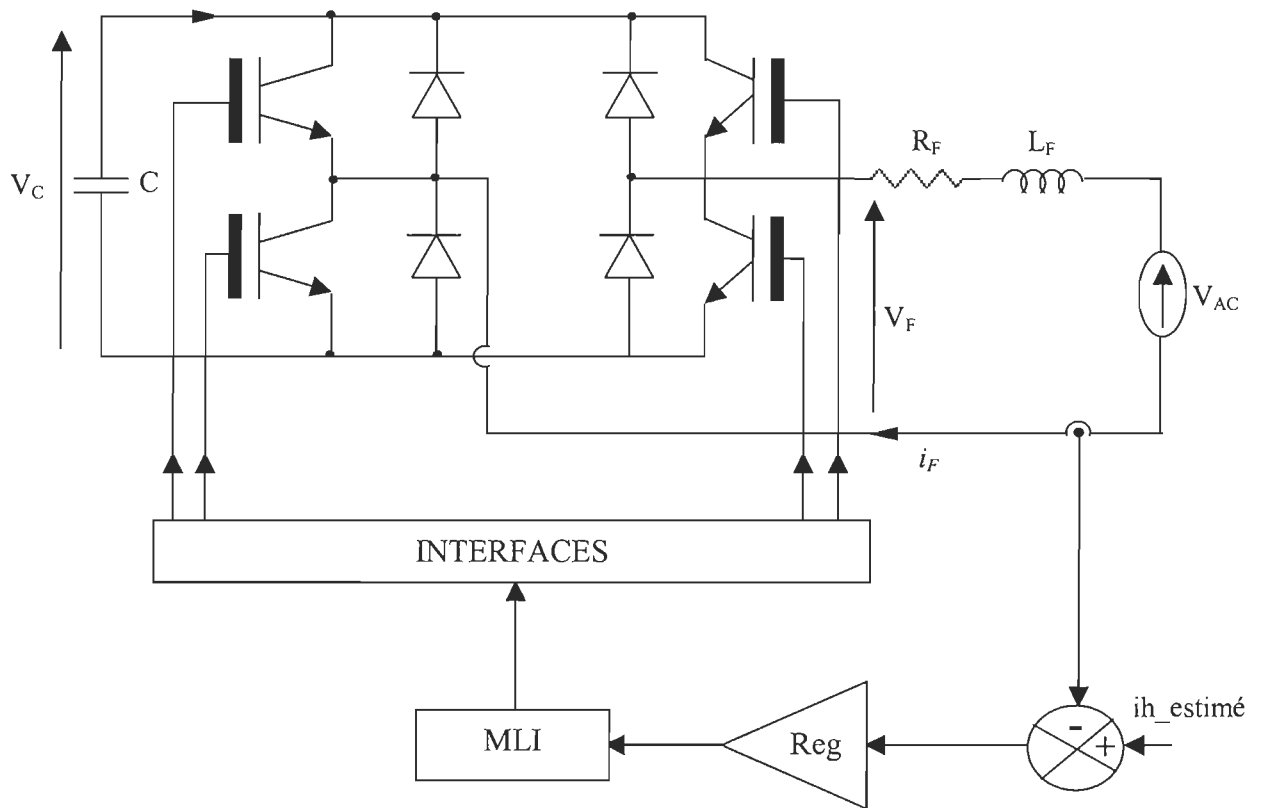 R_F
L_F
V_C
C
V_F
V_AC
i_F
INTERFACES
ih_estimé
-
+
MLI
Reg